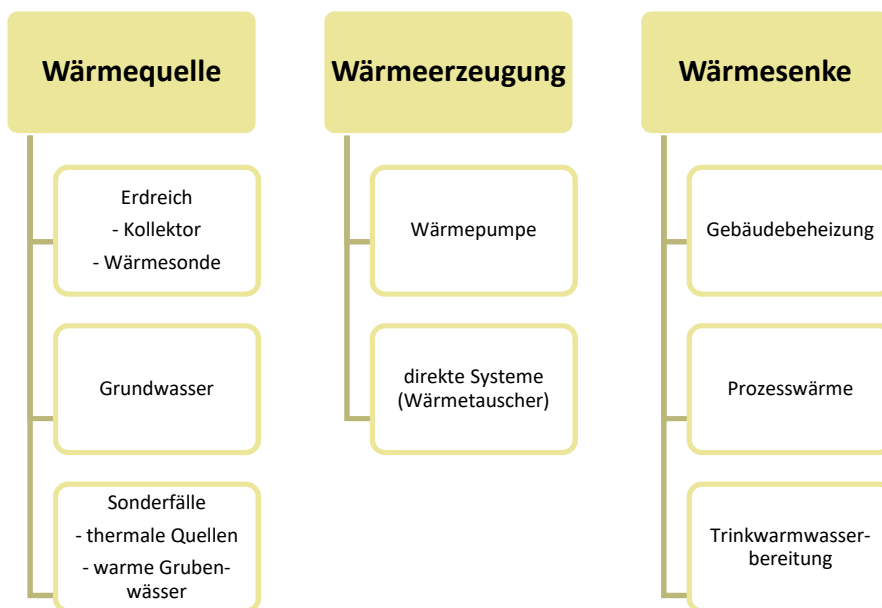 Wärmequelle
Erdreich
- Kollektor
- Wärmesonde
Grundwasser
Sonderfälle
- thermale Quellen
- warme Gruben-
wässer
Wärmeerzeugung
Wärmepumpe
direkte Systeme
(Wärmetauscher)
Wärmesenke
Gebäudebeheizung
Prozesswärme
Trinkwarmwasser-
bereitung